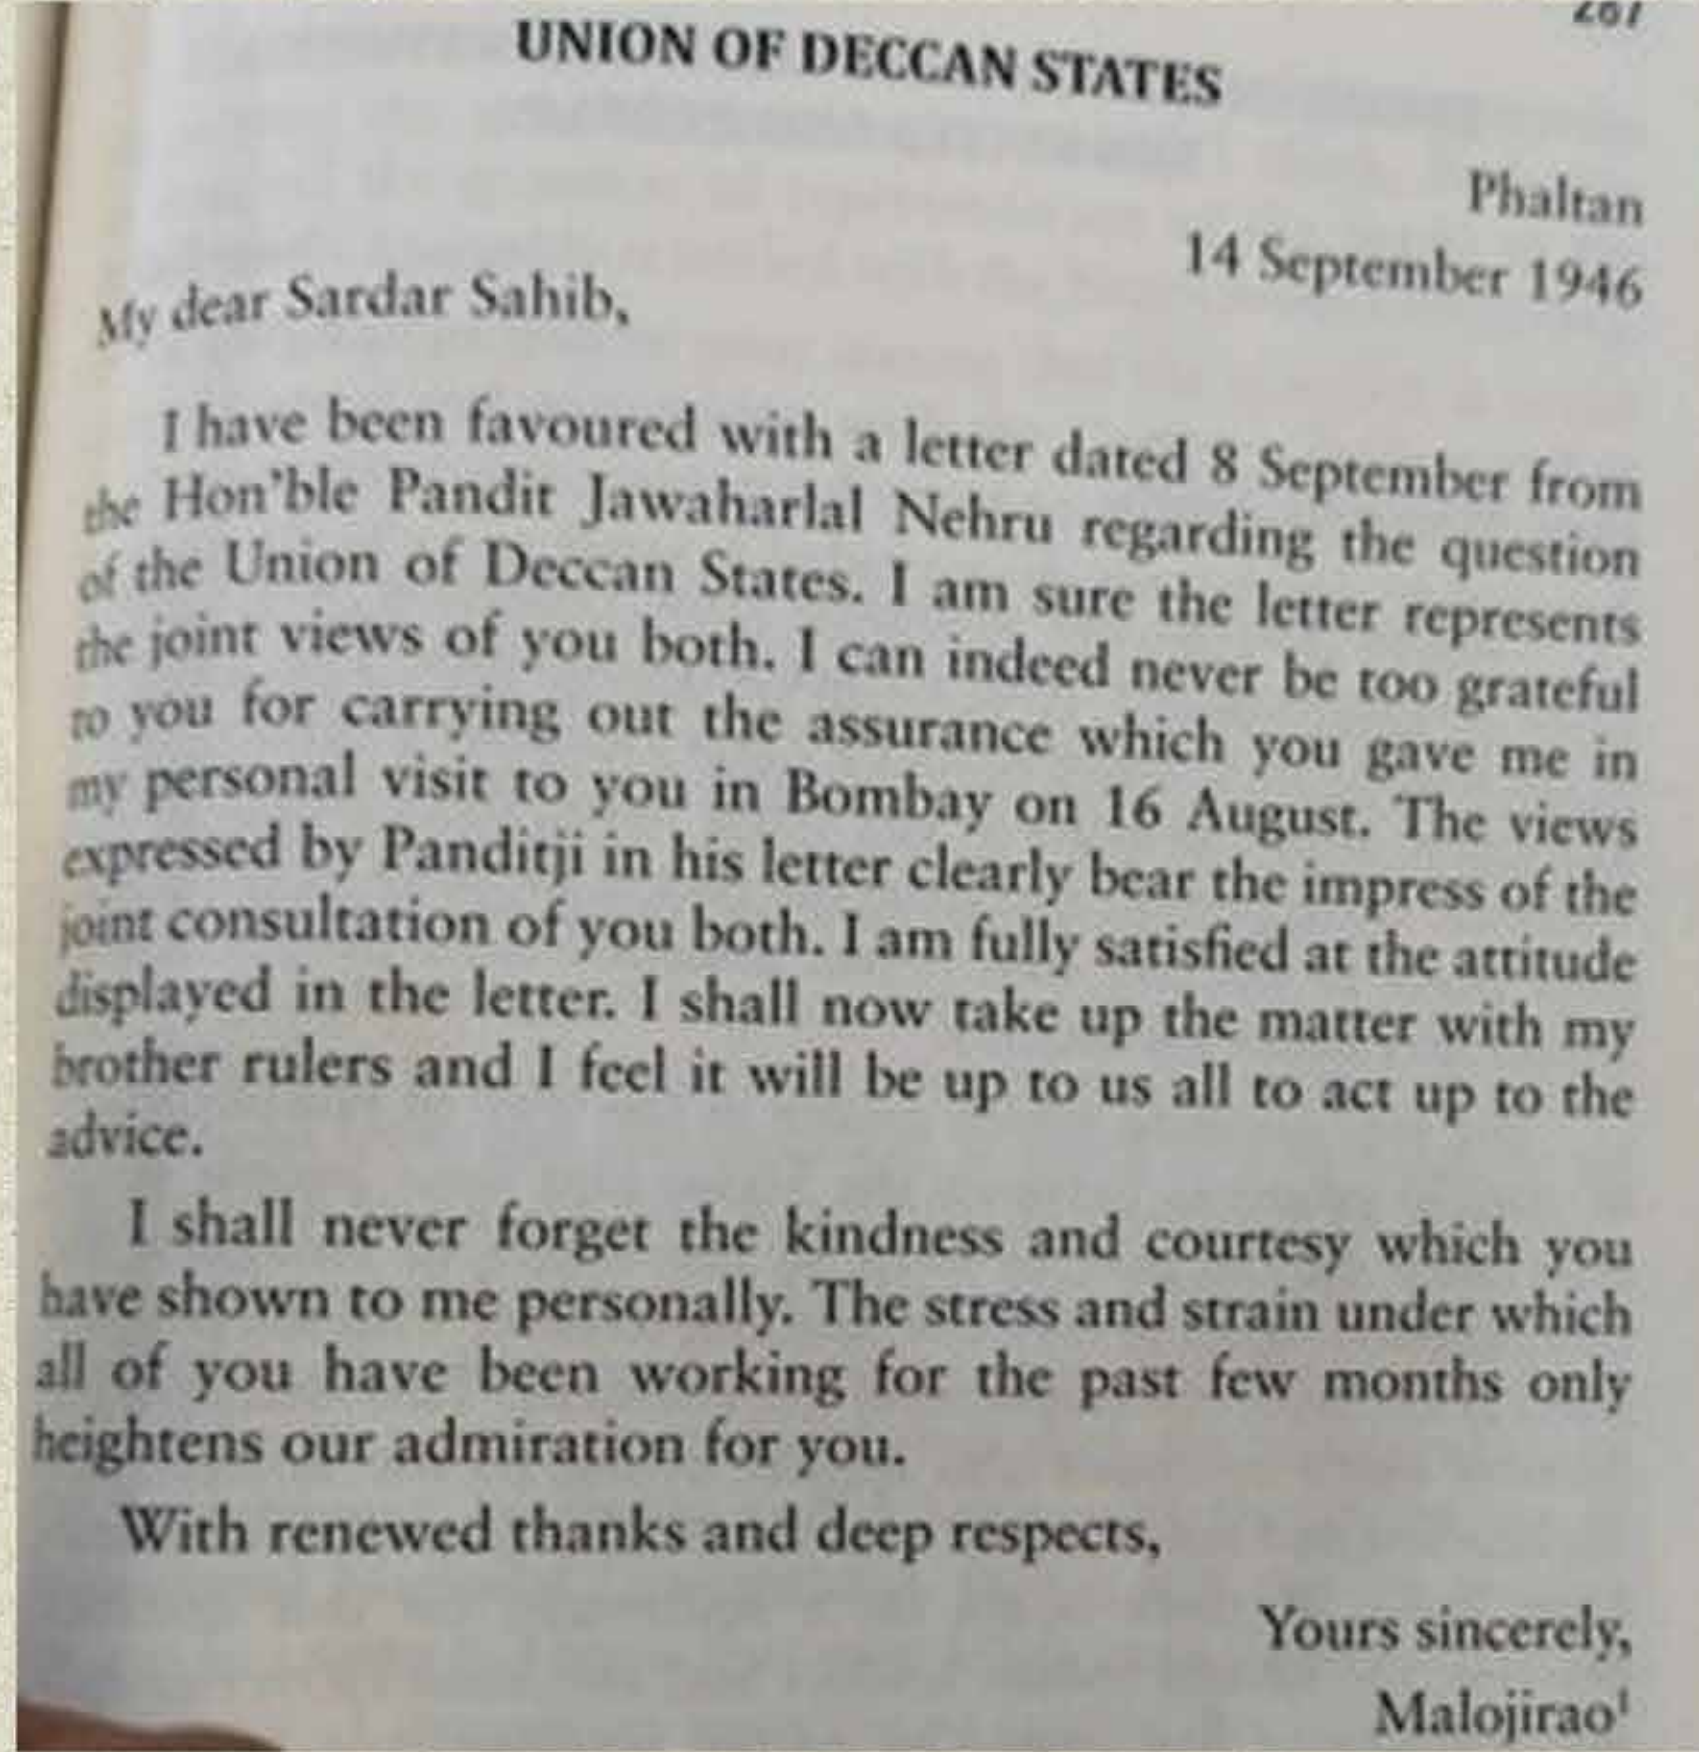 287
UNION OF DECCAN STATES
Phaltan
14 September 1946
My dear Sardar Sahib,
I have been favoured with a letter dated 8 September from
the Hon'ble Pandit Jawaharlal Nehru regarding the question
of the Union of Deccan States. I am sure the letter represents
the joint views of you both. I can indeed never be too grateful
to you for carrying out the assurance which you gave me in
my personal visit to you in Bombay on 16 August. The views
expressed by Panditji in his letter clearly bear the impress of the
joint consultation of you both. I am fully satisfied at the attitude
displayed in the letter. I shall now take up the matter with my
brother rulers and I feel it will be up to us all to act up to the
advice.
I shall never forget the kindness and courtesy which you
have shown to me personally. The stress and strain under which
all of you have been working for the past few months only
heightens our admiration for you.
With renewed thanks and deep respects,
Yours sincerely,
Malojirao¹